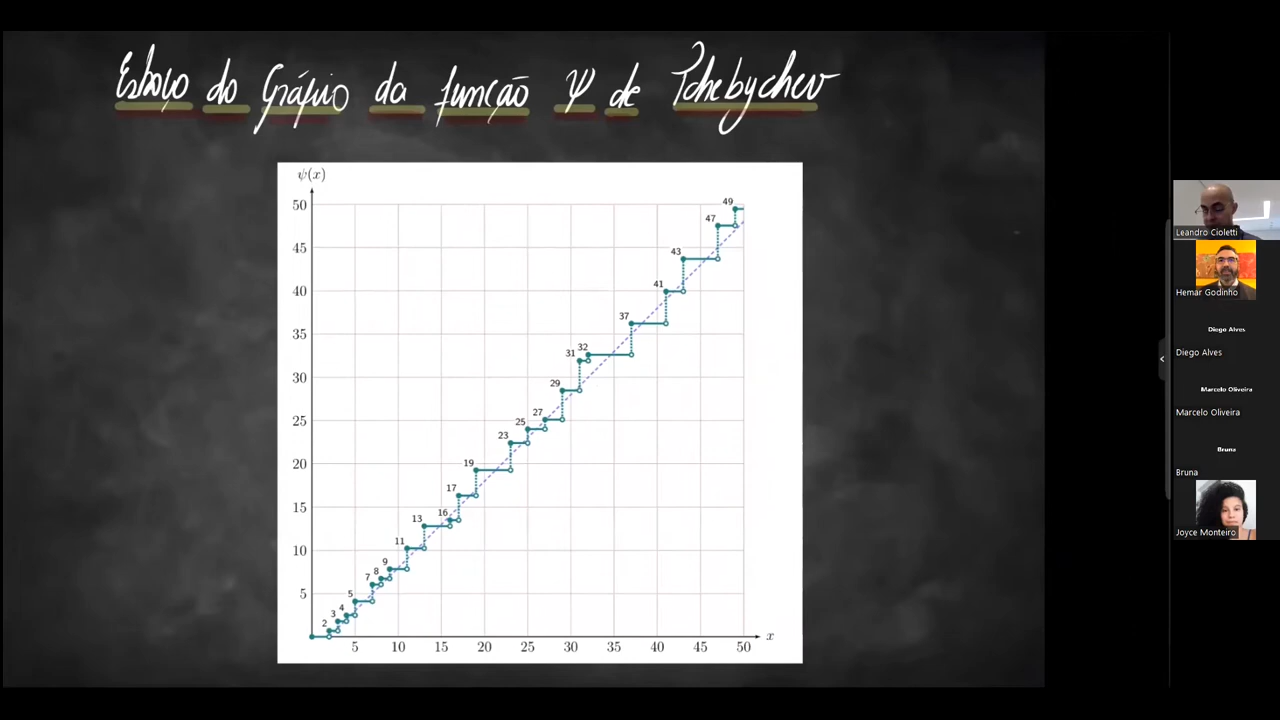 Esboço do Gráfico da função Ψ de Tchebychev
ψ(x)
50
45
40
35
30
25
20
15
10
5
49
47
43
41
37
31 32
29
27
25
23
19
17
16
13
11
9
8
7
5
4
3
2
5 10 15 20 25 30 35 40 45 50 x
Leandro Cioletti
Hemar Godinho
Diego Alves
Diego Alves
Marcelo Oliveira
Marcelo Oliveira
Bruna
Bruna
Joyce Monteiro